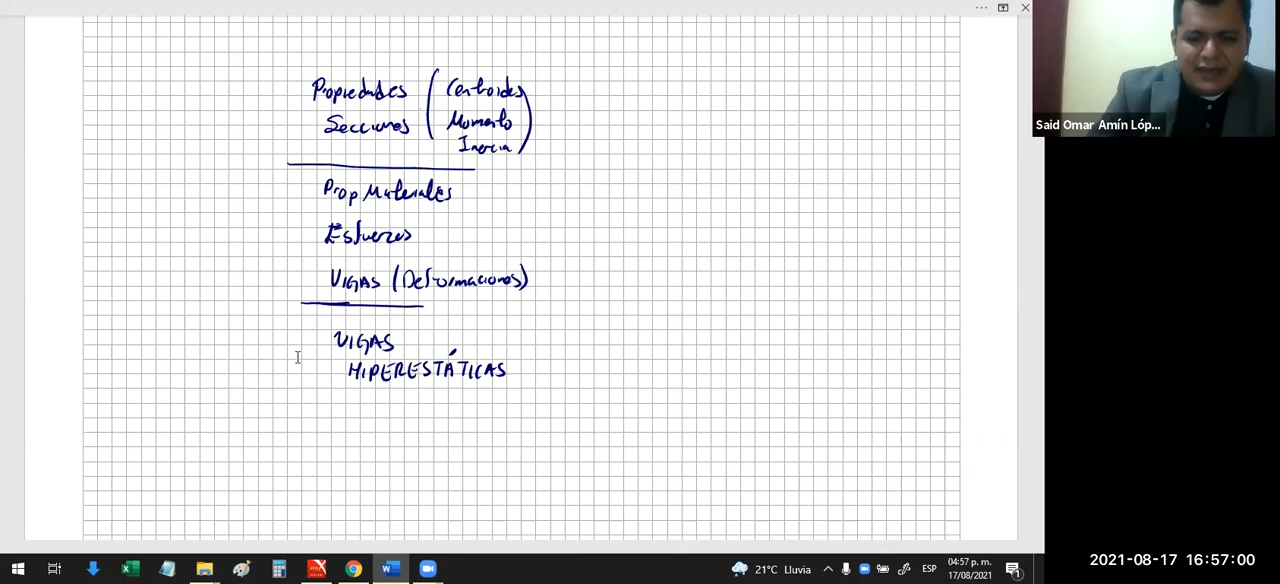 Propiedades (Centroides
Secciones Momento
Inercia)
Prop Materiales
Esfuerzos
VIGAS (Deformaciones)
VIGAS
HIPERESTÁTICAS
Said Omar Amín Lóp...
21°C Lluvia
ESP
04:57 p. m.
17/08/2021
1
2021-08-17 16:57:00